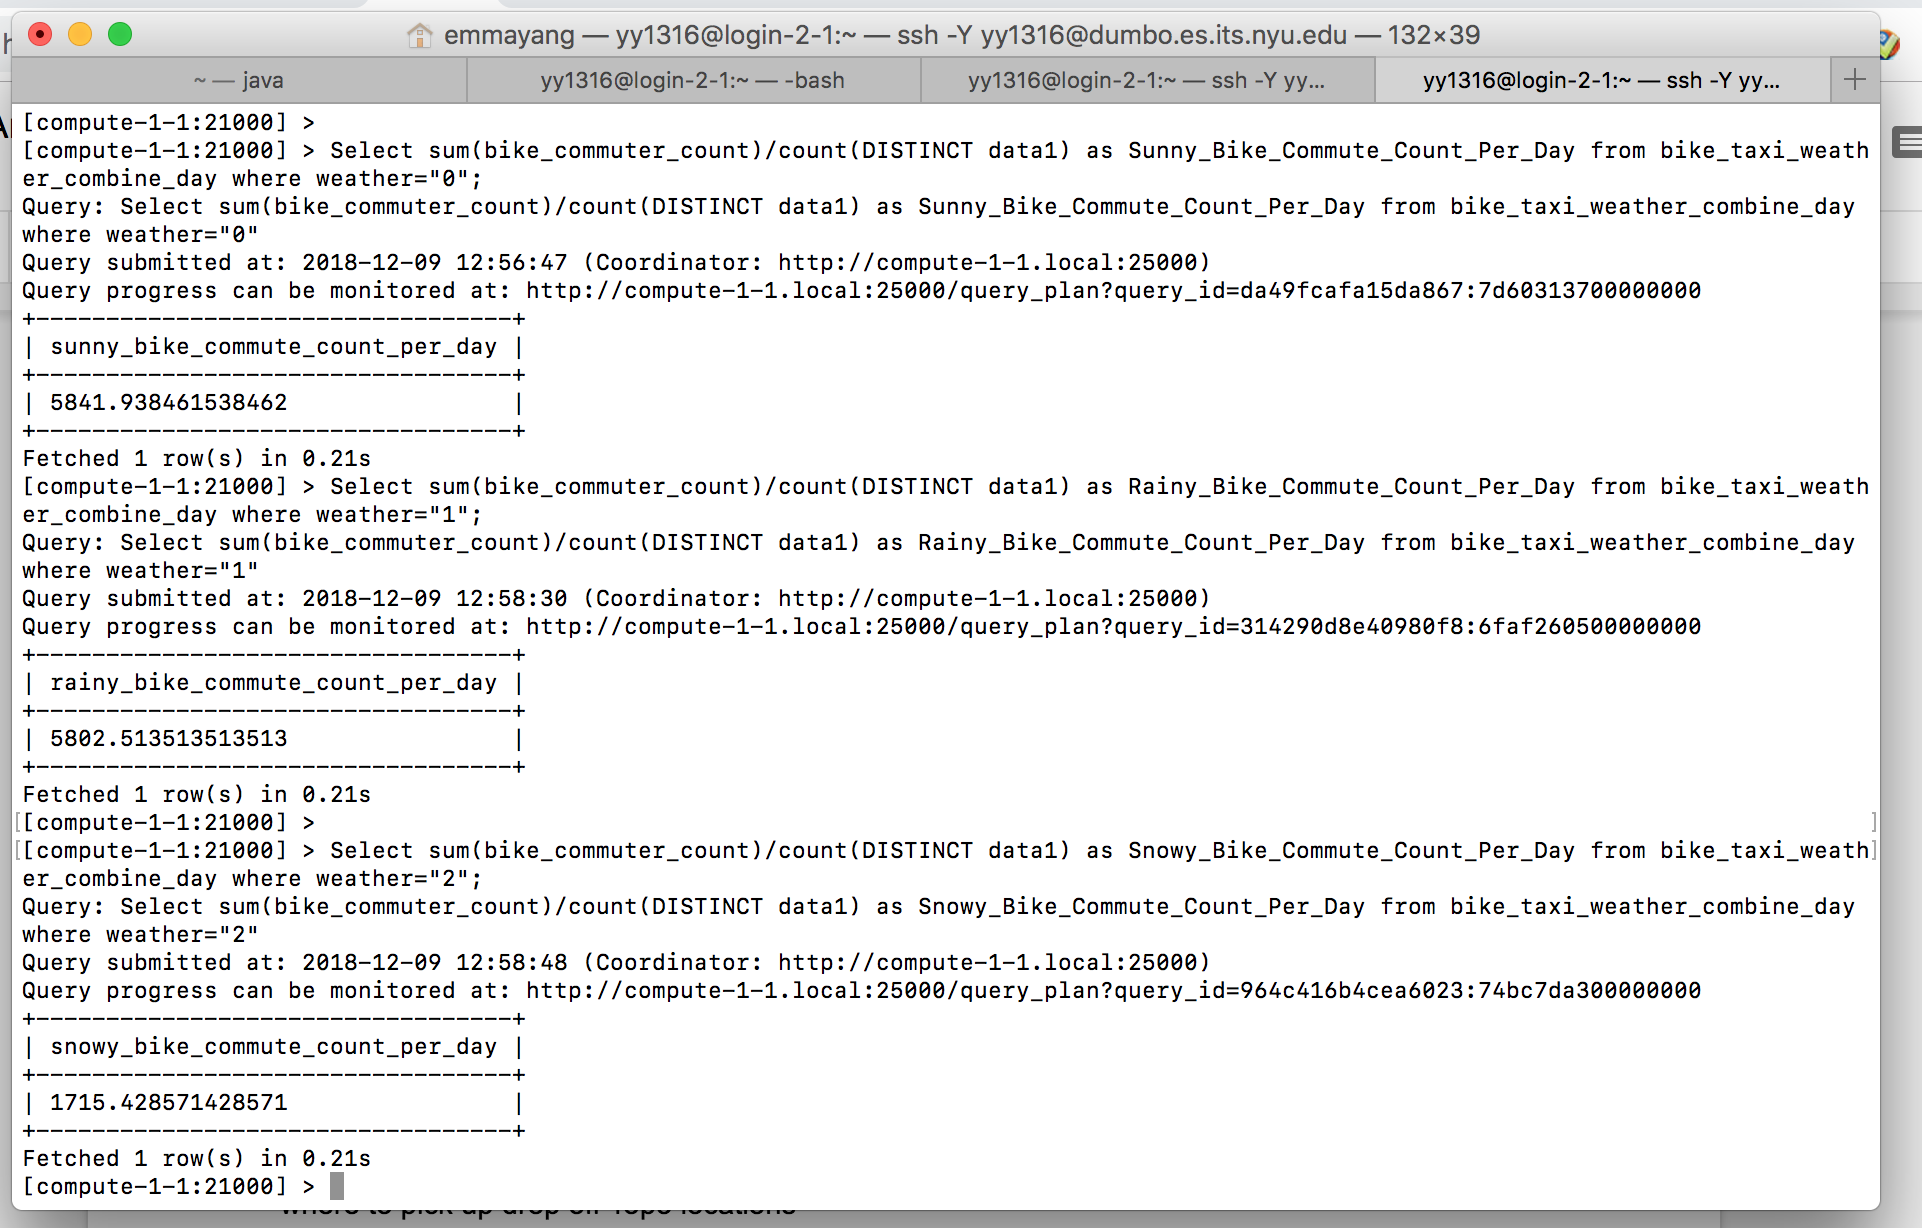 emmayang — yy1316@login-2-1:~ — ssh -Y yy1316@dumbo.es.its.nyu.edu — 132×39
~ — java
yy1316@login-2-1:~ — -bash
yy1316@login-2-1:~ — ssh -Y yy...
yy1316@login-2-1:~ — ssh -Y yy...
[compute-1-1:21000] >
[compute-1-1:21000] > Select sum(bike_commuter_count)/count(DISTINCT data1) as Sunny_Bike_Commute_Count_Per_Day from bike_taxi_weath
er_combine_day where weather="0";
Query: Select sum(bike_commuter_count)/count(DISTINCT data1) as Sunny_Bike_Commute_Count_Per_Day from bike_taxi_weather_combine_day
where weather="0"
Query submitted at: 2018-12-09 12:56:47 (Coordinator: http://compute-1-1.local:25000)
Query progress can be monitored at: http://compute-1-1.local:25000/query_plan?query_id=da49fcafa15da867:7d60313700000000
+----------------------------------+
| sunny_bike_commute_count_per_day |
+----------------------------------+
| 5841.938461538462                |
+----------------------------------+
Fetched 1 row(s) in 0.21s
[compute-1-1:21000] > Select sum(bike_commuter_count)/count(DISTINCT data1) as Rainy_Bike_Commute_Count_Per_Day from bike_taxi_weath
er_combine_day where weather="1";
Query: Select sum(bike_commuter_count)/count(DISTINCT data1) as Rainy_Bike_Commute_Count_Per_Day from bike_taxi_weather_combine_day
where weather="1"
Query submitted at: 2018-12-09 12:58:30 (Coordinator: http://compute-1-1.local:25000)
Query progress can be monitored at: http://compute-1-1.local:25000/query_plan?query_id=314290d8e40980f8:6faf260500000000
+----------------------------------+
| rainy_bike_commute_count_per_day |
+----------------------------------+
| 5802.513513513513                |
+----------------------------------+
Fetched 1 row(s) in 0.21s
[[compute-1-1:21000] > ]
[[compute-1-1:21000] > Select sum(bike_commuter_count)/count(DISTINCT data1) as Snowy_Bike_Commute_Count_Per_Day from bike_taxi_weath]
er_combine_day where weather="2";
Query: Select sum(bike_commuter_count)/count(DISTINCT data1) as Snowy_Bike_Commute_Count_Per_Day from bike_taxi_weather_combine_day
where weather="2"
Query submitted at: 2018-12-09 12:58:48 (Coordinator: http://compute-1-1.local:25000)
Query progress can be monitored at: http://compute-1-1.local:25000/query_plan?query_id=964c416b4cea6023:74bc7da300000000
+----------------------------------+
| snowy_bike_commute_count_per_day |
+----------------------------------+
| 1715.428571428571                |
+----------------------------------+
Fetched 1 row(s) in 0.21s
[compute-1-1:21000] >